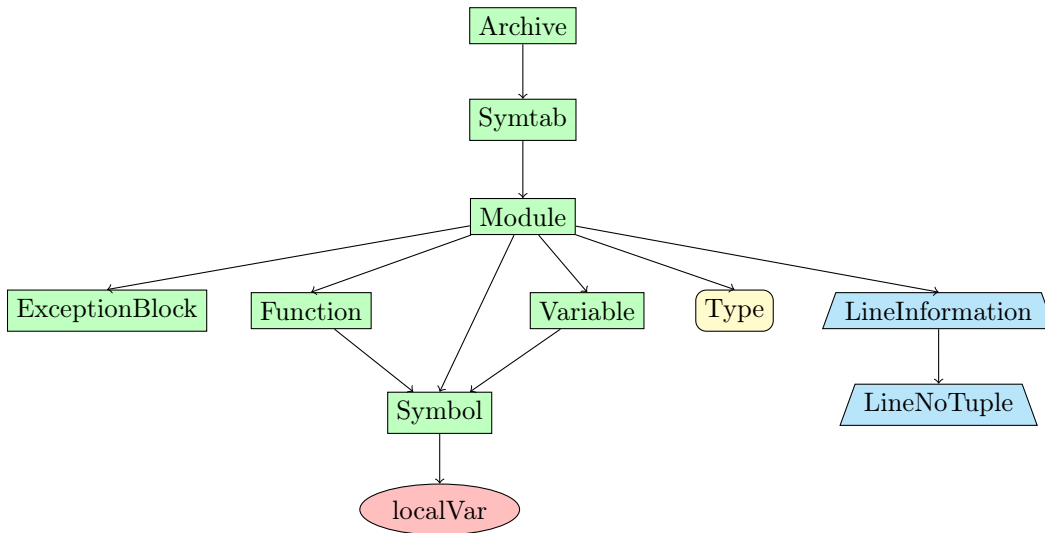 Archive
Symtab
Module
ExceptionBlock
Function
Variable
Type
LineInformation
Symbol
LineNoTuple
localVar